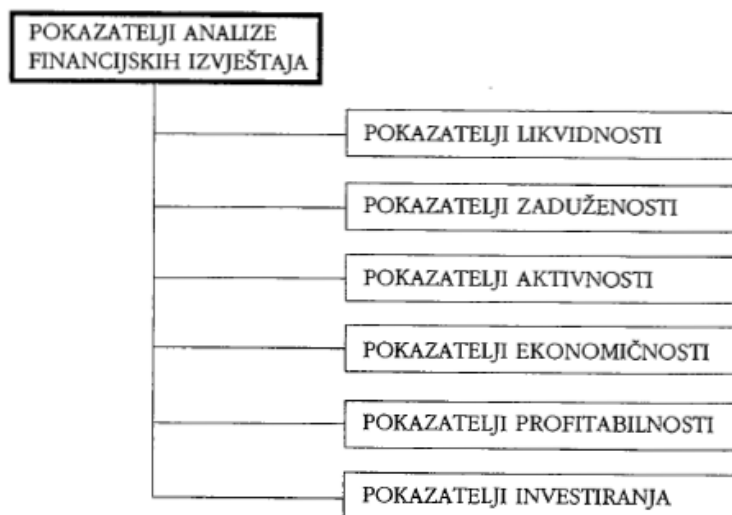 POKAZATELJI ANALIZE
FINANCIJSKIH IZVJEŠTAJA
POKAZATELJI LIKVIDNOSTI
POKAZATELJI ZADUŽENOSTI
POKAZATELJI AKTIVNOSTI
POKAZATELJI EKONOMIČNOSTI
POKAZATELJI PROFITABILNOSTI
POKAZATELJI INVESTIRANJA